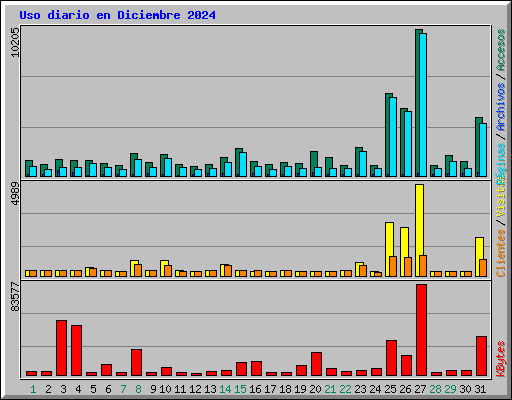 Uso diario en Diciembre 2024
10205
4989
83577
Accesos
/
Archivos
/
Páginas
Visitas
/
Clientes
KBytes
1 2 3 4 5 6 7 8 9 10 11 12 13 14 15 16 17 18 19 20 21 22 23 24 25 26 27 28 29 30 31